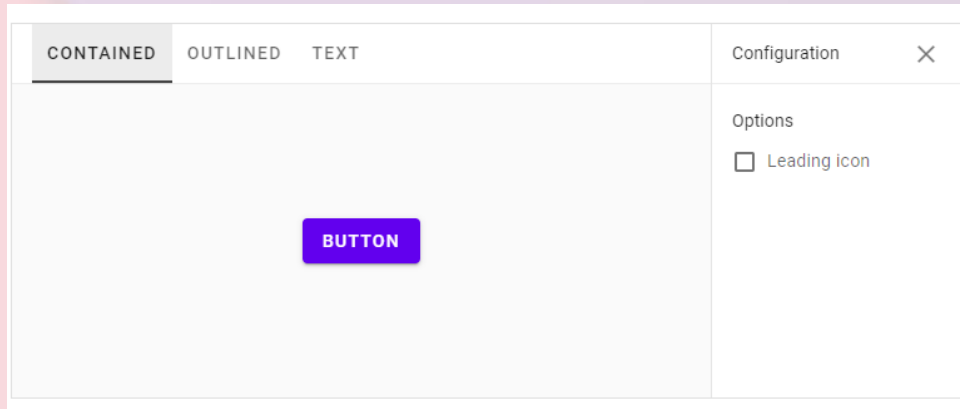 CONTAINED OUTLINED TEXT
Configuration
Options
Leading icon
BUTTON